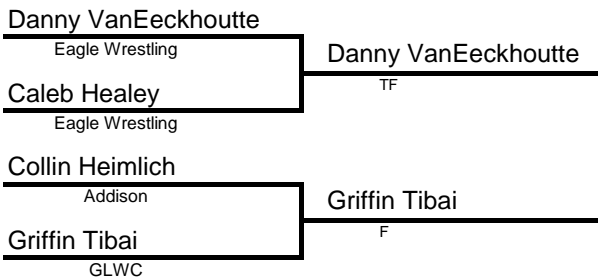 Danny VanEeckhoutte
Eagle Wrestling
Danny VanEeckhoutte
TF
Caleb Healey
Eagle Wrestling
Collin Heimlich
Addison
Griffin Tibai
F
Griffin Tibai
GLWC